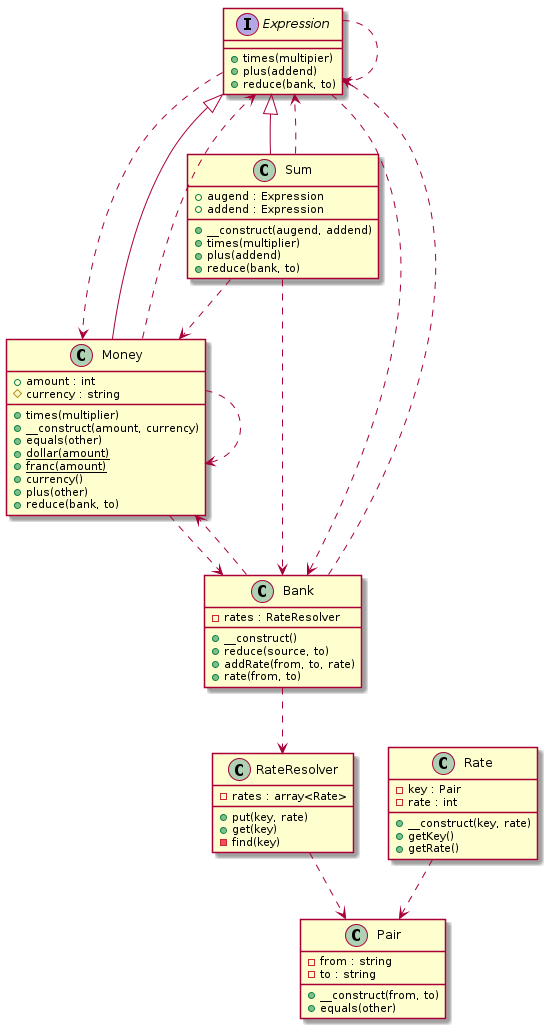 I Expression
times(multipier)
plus(addend)
reduce(bank, to)
C Sum
augend : Expression
addend : Expression
__construct(augend, addend)
times(multiplier)
plus(addend)
reduce(bank, to)
C Money
amount : int
currency : string
times(multiplier)
__construct(amount, currency)
equals(other)
dollar(amount)
franc(amount)
currency()
plus(other)
reduce(bank, to)
C Bank
rates : RateResolver
__construct()
reduce(source, to)
addRate(from, to, rate)
rate(from, to)
C RateResolver
rates : array<Rate>
put(key, rate)
get(key)
find(key)
C Rate
key : Pair
rate : int
__construct(key, rate)
getKey()
getRate()
C Pair
from : string
to : string
__construct(from, to)
equals(other)